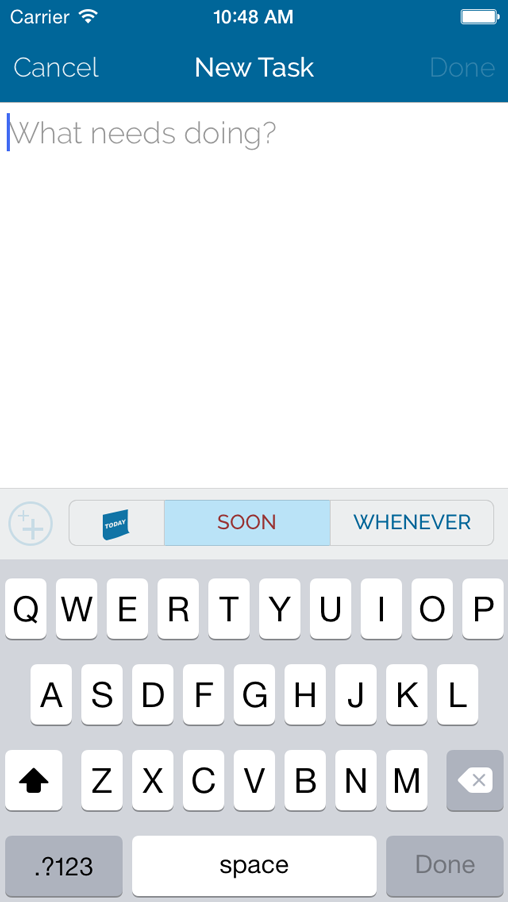 Carrier 10:48 AM
Cancel New Task Done
What needs doing?
TODAY SOON WHENEVER
Q W E R T Y U I O P
A S D F G H J K L
Z X C V B N M
.?123 space Done